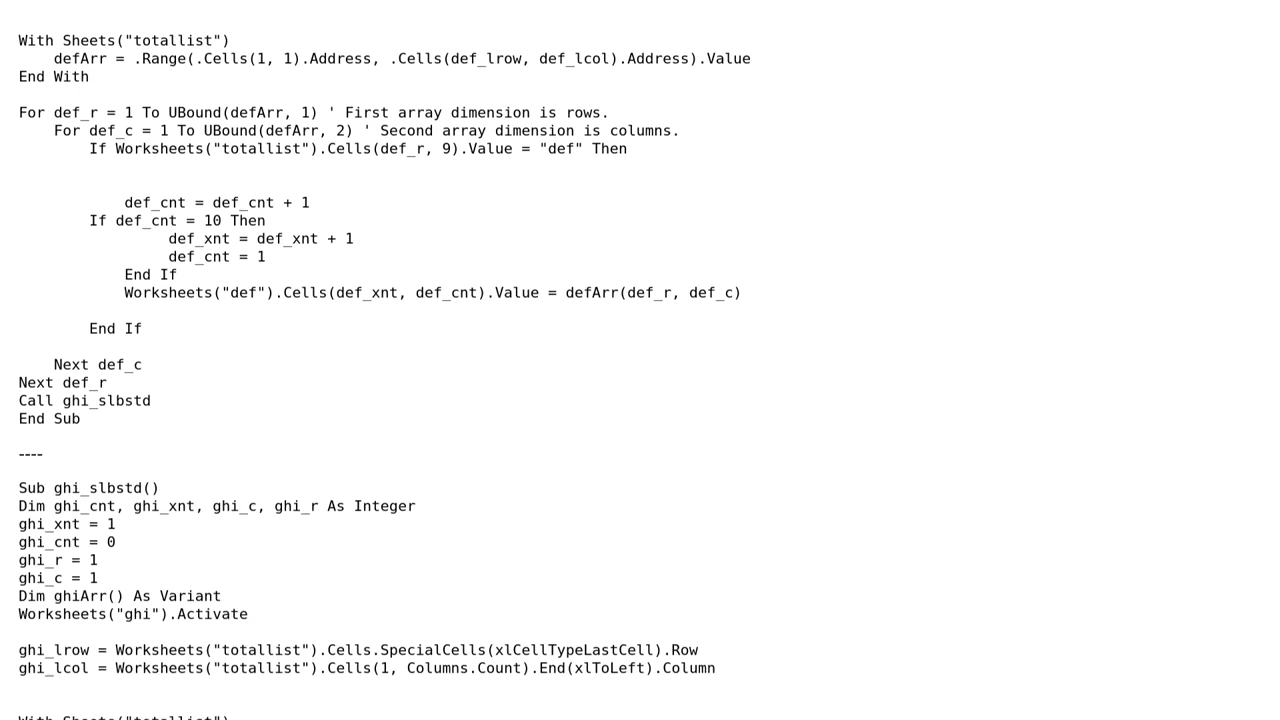 With Sheets("totallist")
    defArr = .Range(.Cells(1, 1).Address, .Cells(def_lrow, def_lcol).Address).Value
End With

For def_r = 1 To UBound(defArr, 1) ' First array dimension is rows.
    For def_c = 1 To UBound(defArr, 2) ' Second array dimension is columns.
        If Worksheets("totallist").Cells(def_r, 9).Value = "def" Then


            def_cnt = def_cnt + 1
        If def_cnt = 10 Then
                 def_xnt = def_xnt + 1
                 def_cnt = 1
            End If
            Worksheets("def").Cells(def_xnt, def_cnt).Value = defArr(def_r, def_c)

        End If

    Next def_c
Next def_r
Call ghi_slbstd
End Sub

----

Sub ghi_slbstd()
Dim ghi_cnt, ghi_xnt, ghi_c, ghi_r As Integer
ghi_xnt = 1
ghi_cnt = 0
ghi_r = 1
ghi_c = 1
Dim ghiArr() As Variant
Worksheets("ghi").Activate

ghi_lrow = Worksheets("totallist").Cells.SpecialCells(xlCellTypeLastCell).Row
ghi_lcol = Worksheets("totallist").Cells(1, Columns.Count).End(xlToLeft).Column


With Sheets("totallist")